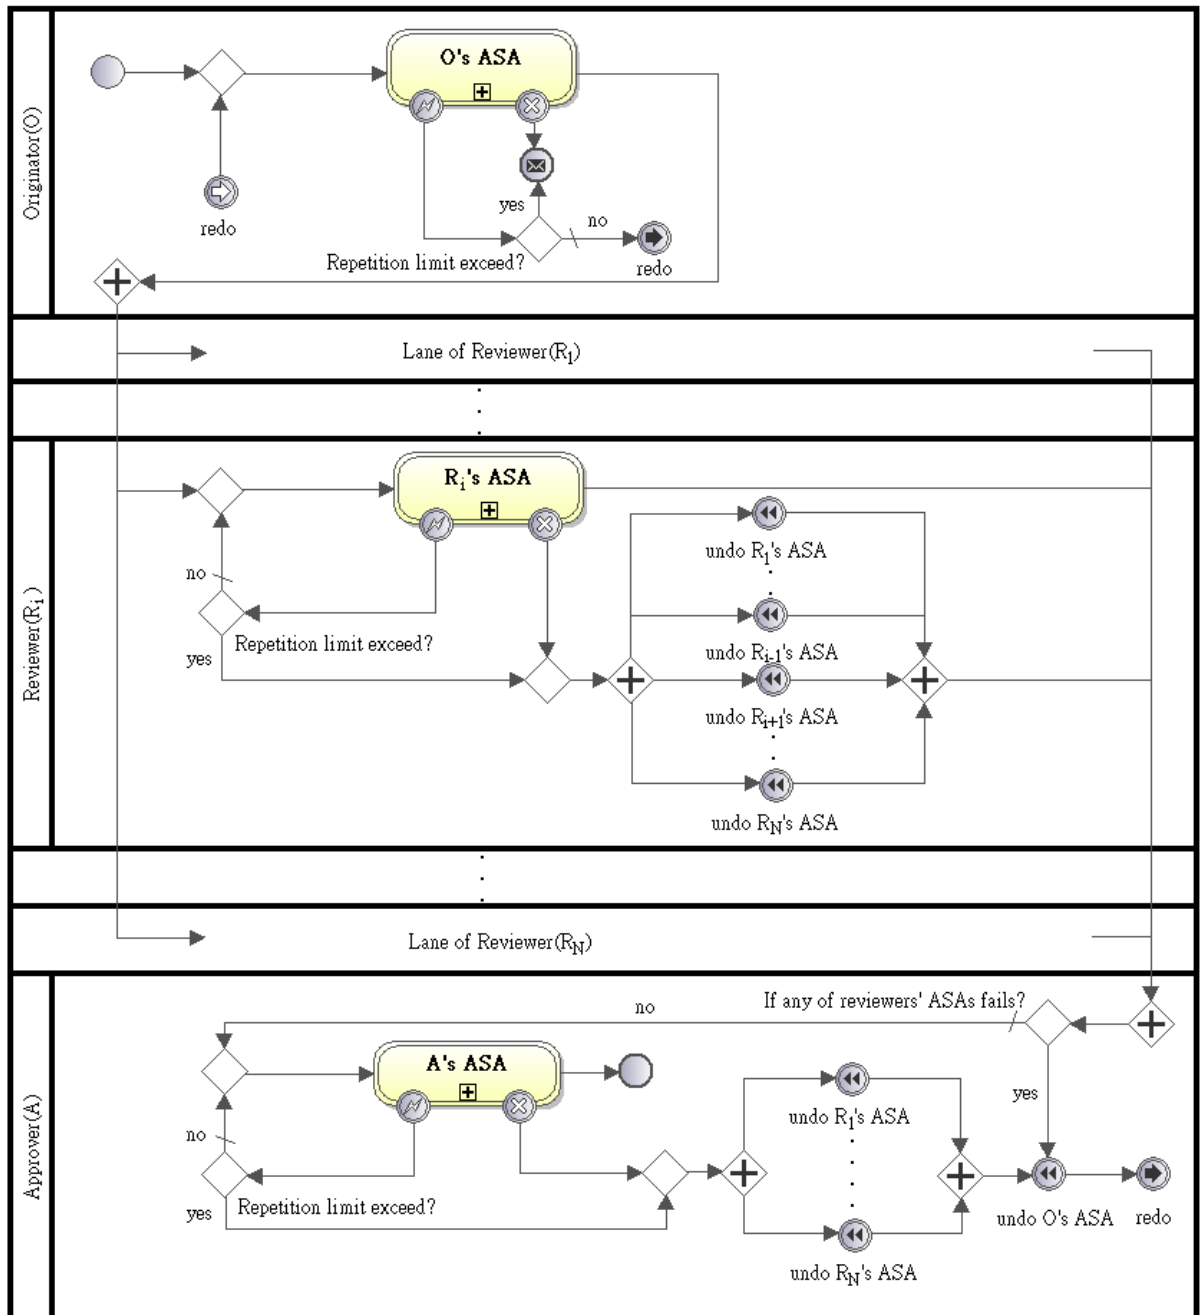 Originator(O)
O's ASA
redo
yes
no
Repetition limit exceed?
redo
Lane of Reviewer(R1)
Reviewer(Ri)
Ri's ASA
no
Repetition limit exceed?
yes
undo R1's ASA
undo Ri-1's ASA
undo Ri+1's ASA
undo RN's ASA
Lane of Reviewer(RN)
Approver(A)
If any of reviewers' ASAs fails?
no
A's ASA
yes
no
Repetition limit exceed?
yes
undo R1's ASA
undo O's ASA
redo
undo RN's ASA